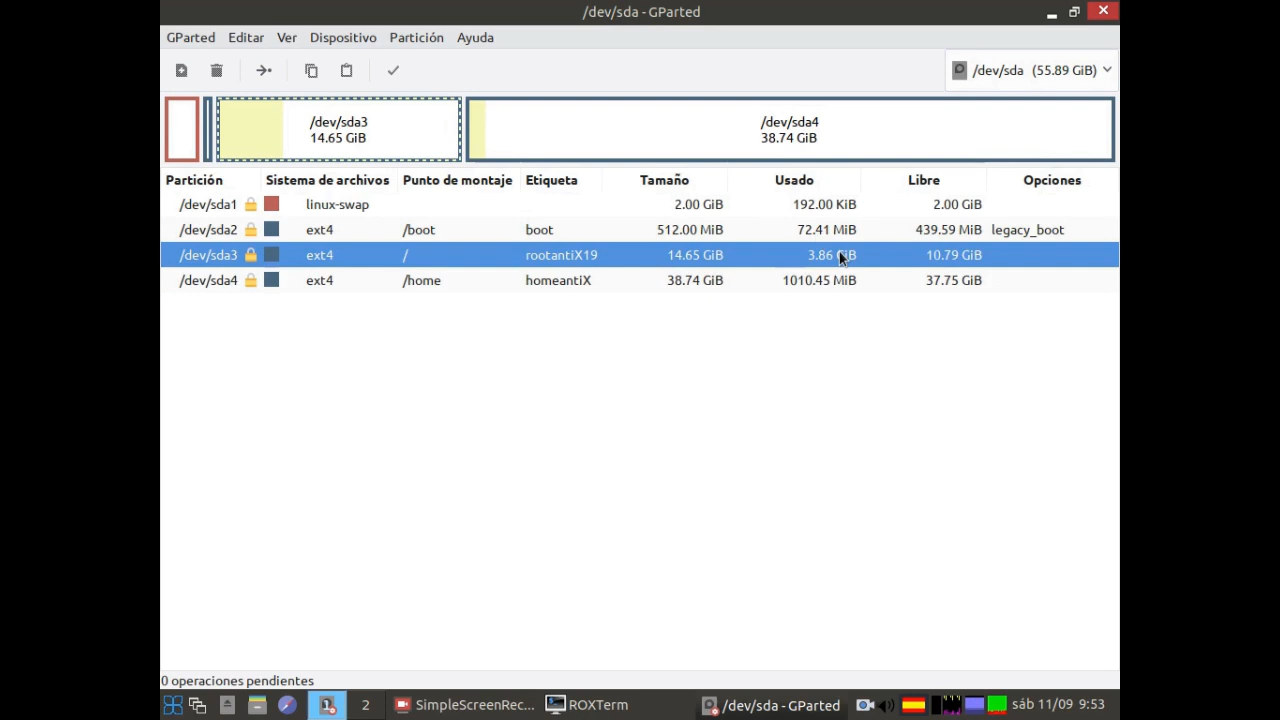 /dev/sda - GParted
GParted Editar Ver Dispositivo Partición Ayuda
/dev/sda (55.89 GiB)
/dev/sda3
14.65 GiB
/dev/sda4
38.74 GiB
Partición Sistema de archivos Punto de montaje Etiqueta Tamaño Usado Libre Opciones
/dev/sda1 linux-swap 2.00 GiB 192.00 KiB 2.00 GiB
/dev/sda2 ext4 /boot boot 512.00 MiB 72.41 MiB 439.59 MiB legacy_boot
/dev/sda3 ext4 / rootantiX19 14.65 GiB 3.86 GiB 10.79 GiB
/dev/sda4 ext4 /home homeantiX 38.74 GiB 1010.45 MiB 37.75 GiB
0 operaciones pendientes
1 2 SimpleScreenRec... ROXTerm /dev/sda - GParted sáb 11/09 9:53